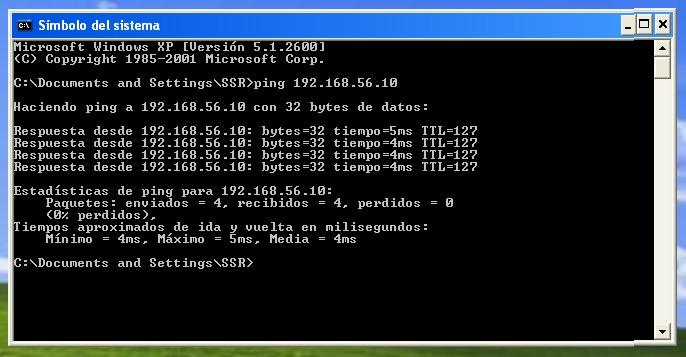 Símbolo del sistema
Microsoft Windows XP [Versión 5.1.2600]
(C) Copyright 1985-2001 Microsoft Corp.
C:\Documents and Settings\SSR>ping 192.168.56.10
Haciendo ping a 192.168.56.10 con 32 bytes de datos:
Respuesta desde 192.168.56.10: bytes=32 tiempo=5ms TTL=127
Respuesta desde 192.168.56.10: bytes=32 tiempo=4ms TTL=127
Respuesta desde 192.168.56.10: bytes=32 tiempo=4ms TTL=127
Respuesta desde 192.168.56.10: bytes=32 tiempo=4ms TTL=127
Estadísticas de ping para 192.168.56.10:
Paquetes: enviados = 4, recibidos = 4, perdidos = 0
(0% perdidos),
Tiempos aproximados de ida y vuelta en milisegundos:
Mínimo = 4ms, Máximo = 5ms, Media = 4ms
C:\Documents and Settings\SSR>